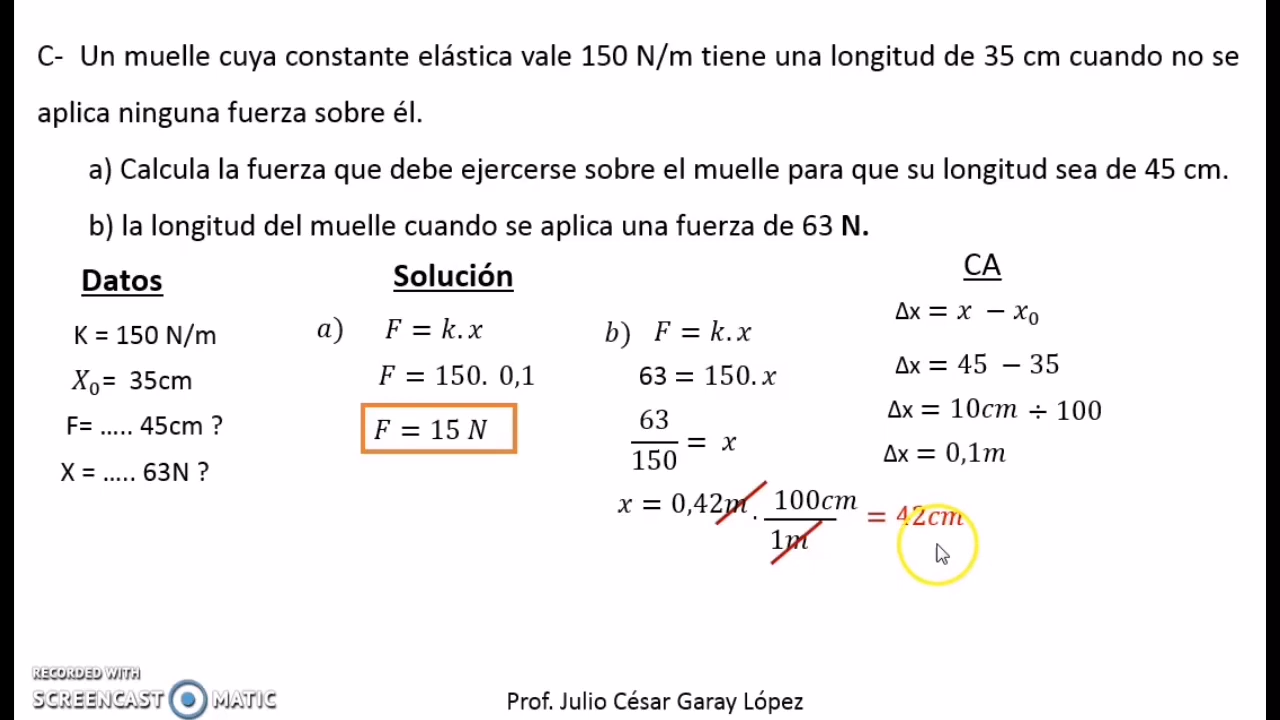 C- Un muelle cuya constante elástica vale 150 N/m tiene una longitud de 35 cm cuando no se
aplica ninguna fuerza sobre él.
a) Calcula la fuerza que debe ejercerse sobre el muelle para que su longitud sea de 45 cm.
b) la longitud del muelle cuando se aplica una fuerza de 63 N.
Datos
K = 150 N/m
X₀= 35cm
F= ..... 45cm ?
X = ..... 63N ?
Solución
a) F = k. x
F = 150. 0,1
F = 15 N
b) F = k. x
63 = 150. x
63
150
= x
x = 0,42m . 100cm
1m
= 42cm
CA
Δx = x − x₀
Δx = 45 − 35
Δx = 10cm ÷ 100
Δx = 0,1m
RECORDED WITH
SCREENCAST MATIC
Prof. Julio César Garay López